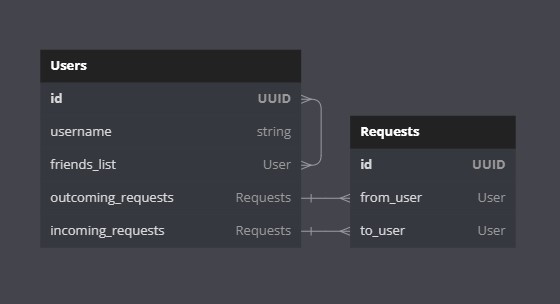 Users
id UUID
username string
friends_list User
outcoming_requests Requests
incoming_requests Requests
Requests
id UUID
from_user User
to_user User